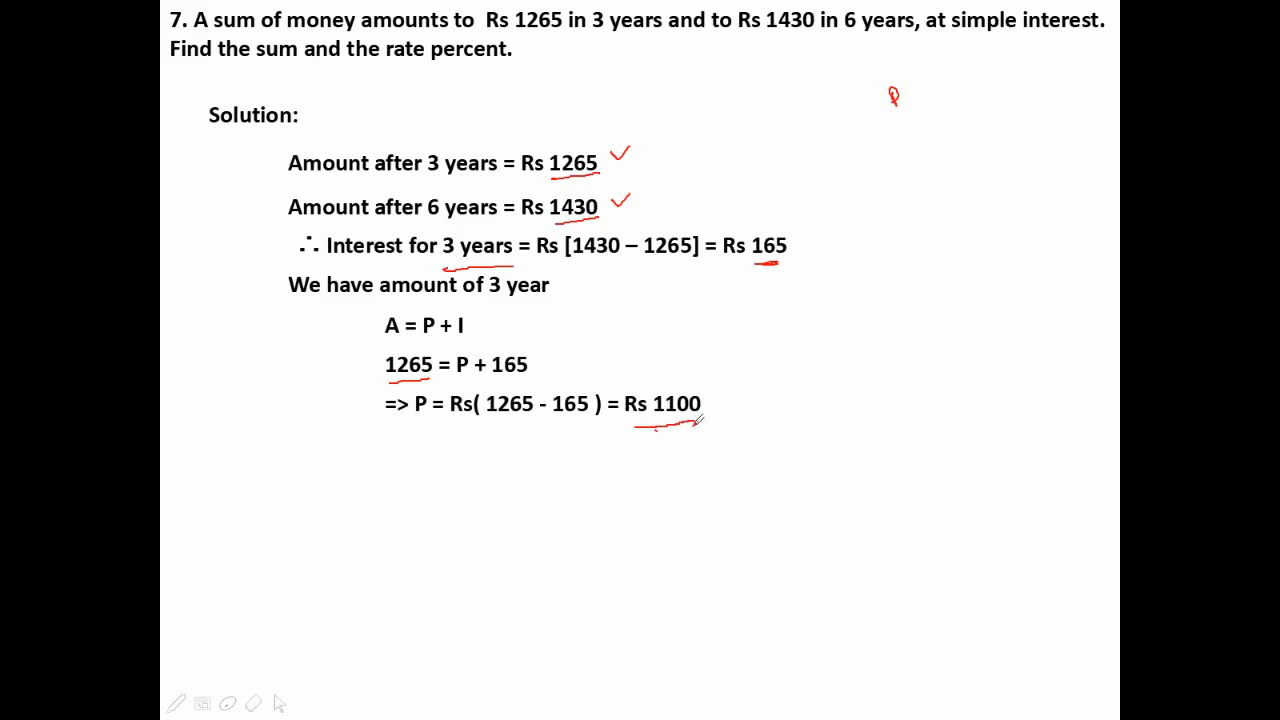 7. A sum of money amounts to Rs 1265 in 3 years and to Rs 1430 in 6 years, at simple interest.
Find the sum and the rate percent.
Solution:
Amount after 3 years = Rs 1265
Amount after 6 years = Rs 1430
∴ Interest for 3 years = Rs [1430 – 1265] = Rs 165
We have amount of 3 year
A = P + I
1265 = P + 165
=> P = Rs( 1265 - 165 ) = Rs 1100